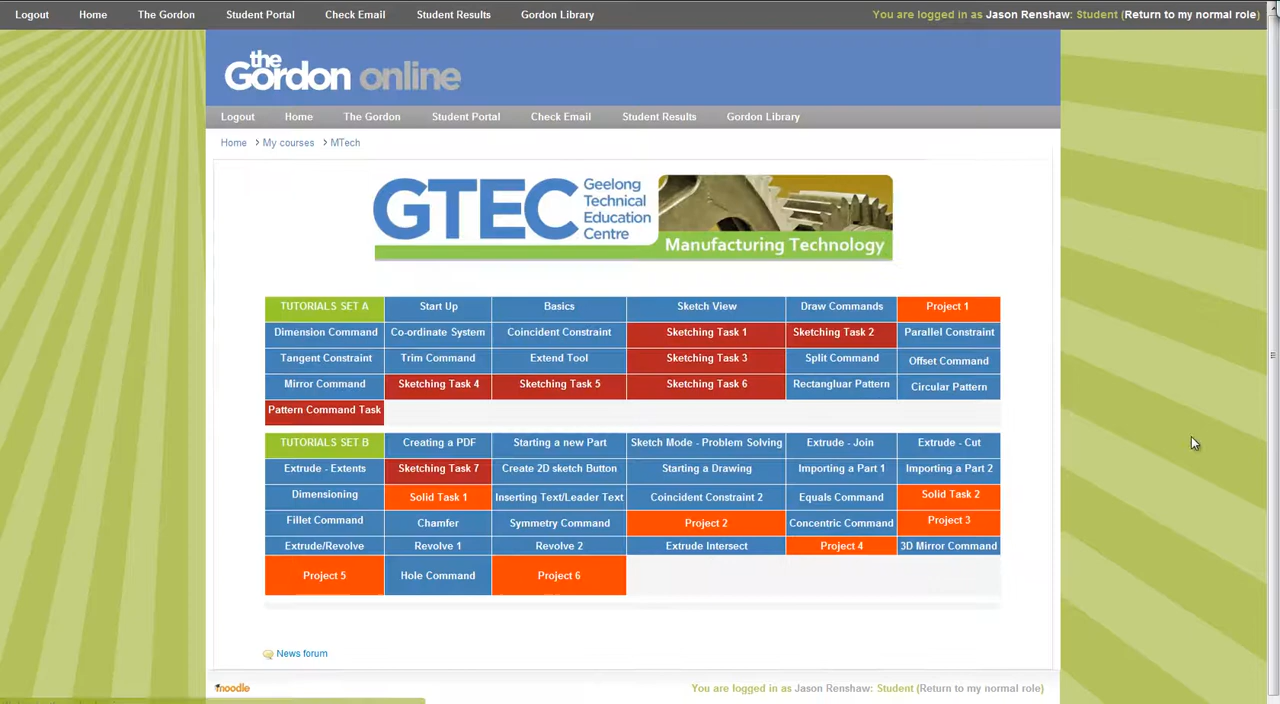 Logout Home The Gordon Student Portal Check Email Student Results Gordon Library You are logged in as Jason Renshaw: Student (Return to my normal role)
the Gordon online
Logout Home The Gordon Student Portal Check Email Student Results Gordon Library
Home > My courses > MTech
GTEC Geelong Technical Education Centre
Manufacturing Technology
TUTORIALS SET A Start Up Basics Sketch View Draw Commands Project 1
Dimension Command Co-ordinate System Coincident Constraint Sketching Task 1 Sketching Task 2 Parallel Constraint
Tangent Constraint Trim Command Extend Tool Sketching Task 3 Split Command Offset Command
Mirror Command Sketching Task 4 Sketching Task 5 Sketching Task 6 Rectangluar Pattern Circular Pattern
Pattern Command Task
TUTORIALS SET B Creating a PDF Starting a new Part Sketch Mode - Problem Solving Extrude - Join Extrude - Cut
Extrude - Extents Sketching Task 7 Create 2D sketch Button Starting a Drawing Importing a Part 1 Importing a Part 2
Dimensioning Solid Task 1 Inserting Text/Leader Text Coincident Constraint 2 Equals Command Solid Task 2
Fillet Command Chamfer Symmetry Command Project 2 Concentric Command Project 3
Extrude/Revolve Revolve 1 Revolve 2 Extrude Intersect Project 4 3D Mirror Command
Project 5 Hole Command Project 6
News forum
moodle You are logged in as Jason Renshaw: Student (Return to my normal role)